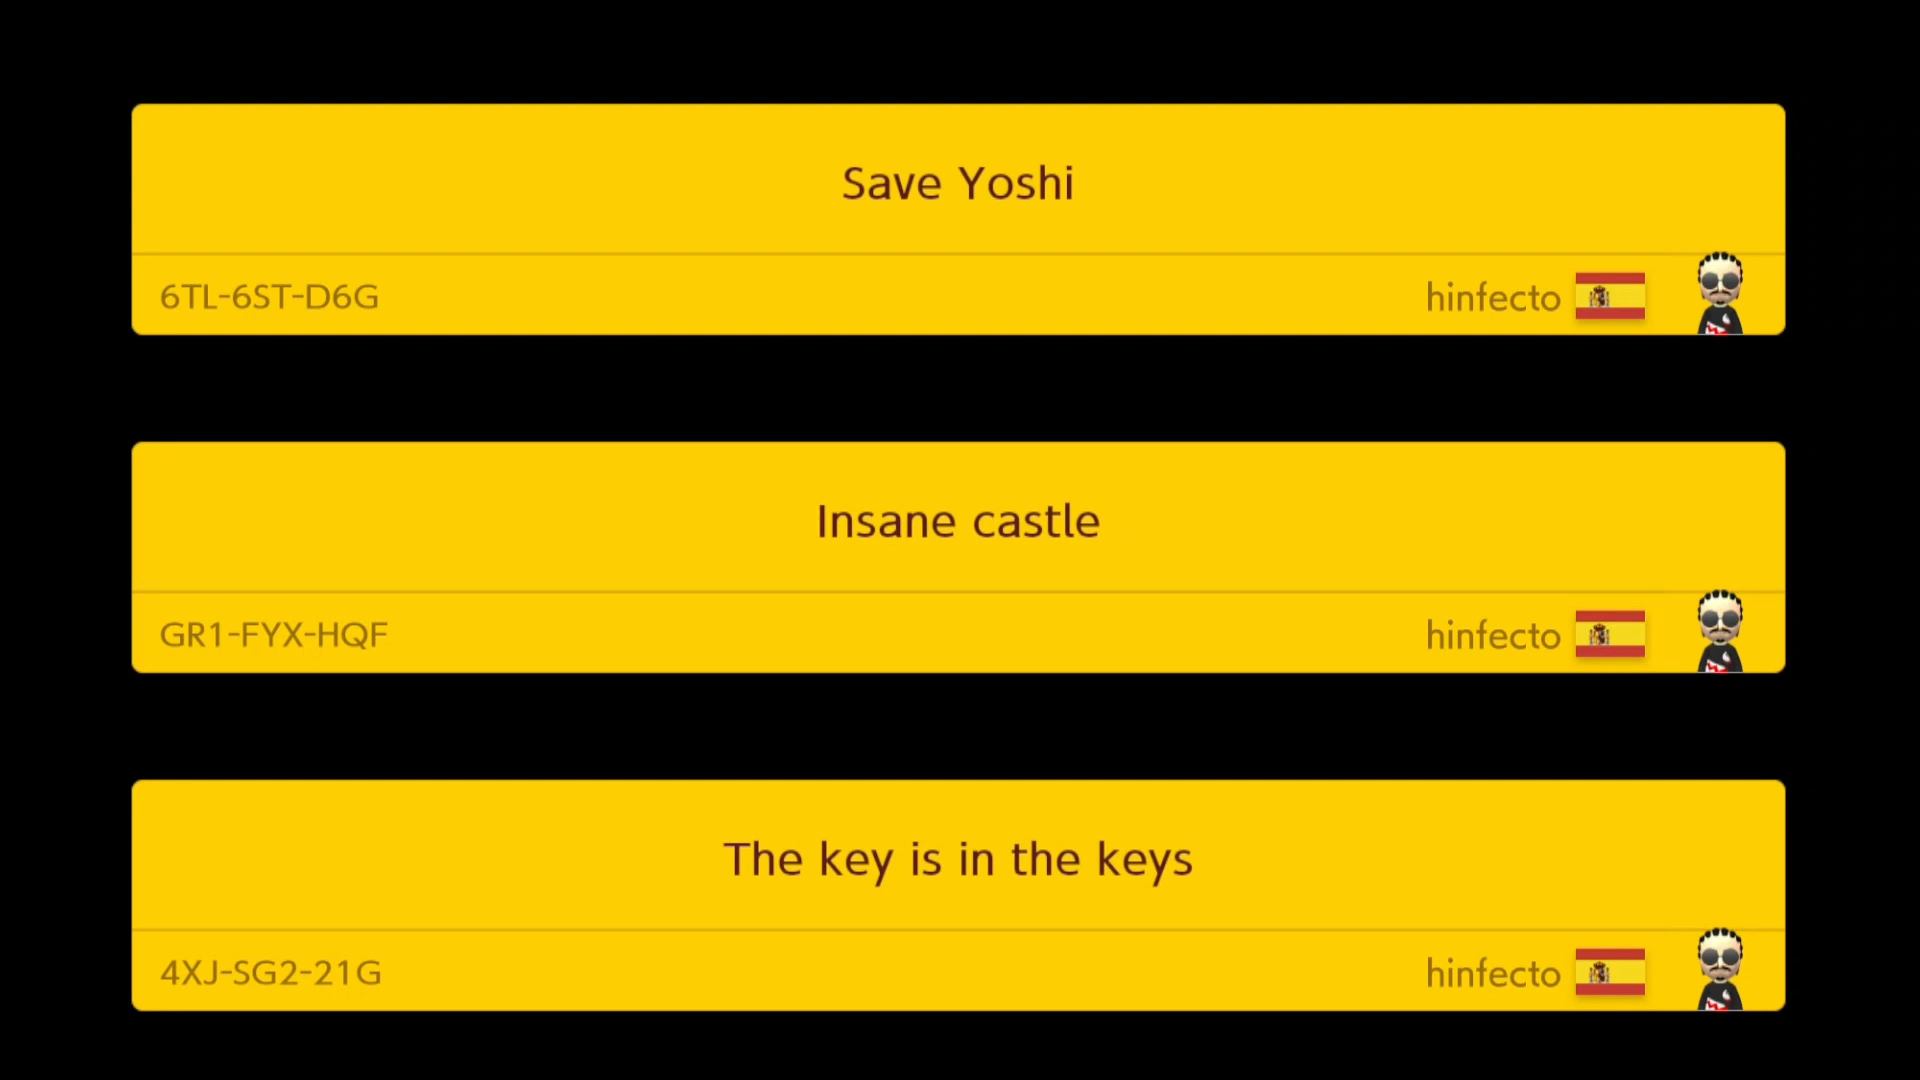 Save Yoshi
6TL-6ST-D6G
hinfecto
Insane castle
GR1-FYX-HQF
hinfecto
The key is in the keys
4XJ-SG2-21G
hinfecto